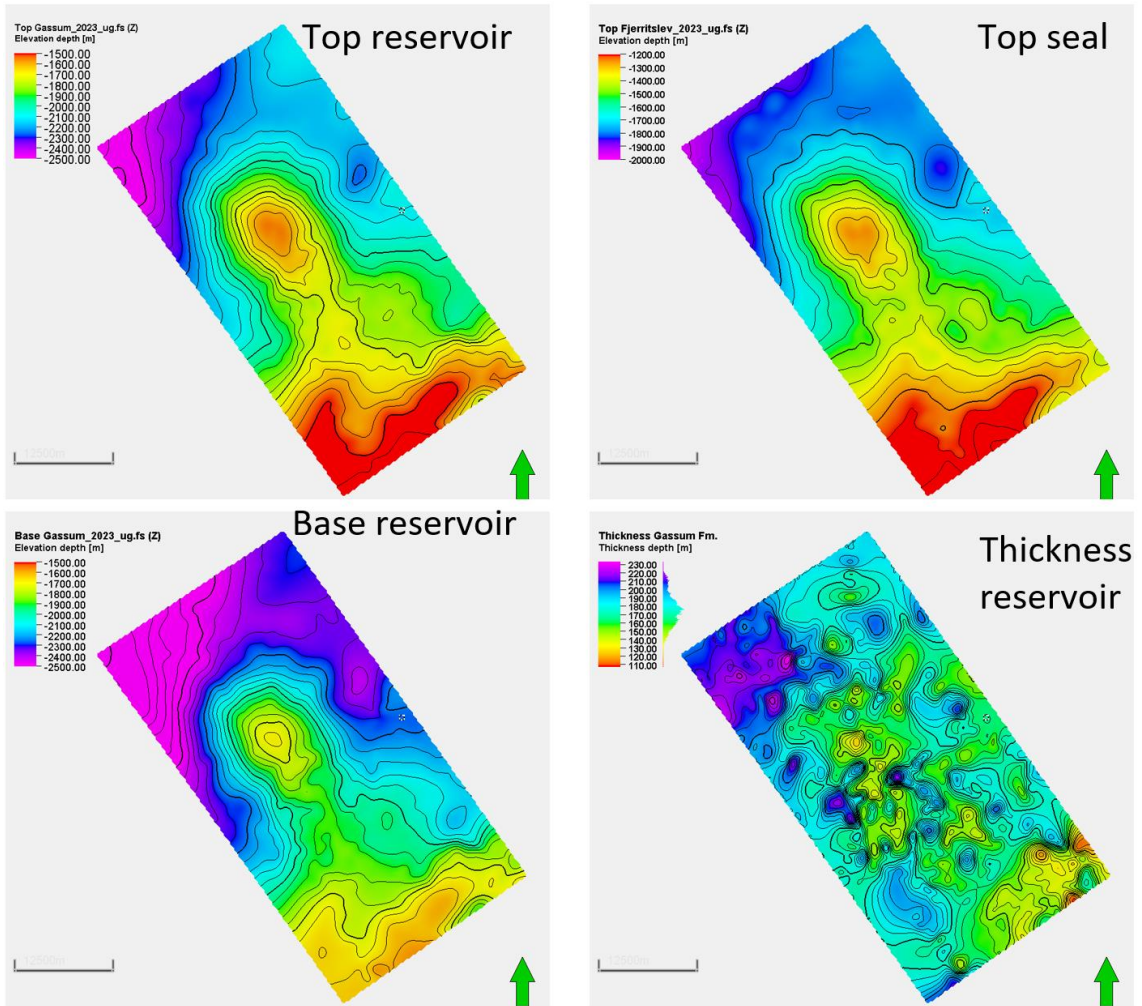 Top Gassum_2023_ug.fs (Z)
Elevation depth [m]
-1500.00
-1600.00
-1700.00
-1800.00
-1900.00
-2000.00
-2100.00
-2200.00
-2300.00
-2400.00
-2500.00
Top reservoir
12500m
Top Fjerritslev_2023_ug.fs (Z)
Elevation depth [m]
-1200.00
-1300.00
-1400.00
-1500.00
-1600.00
-1700.00
-1800.00
-1900.00
-2000.00
Top seal
12500m
Base Gassum_2023_ug.fs (Z)
Elevation depth [m]
-1500.00
-1600.00
-1700.00
-1800.00
-1900.00
-2000.00
-2100.00
-2200.00
-2300.00
-2400.00
-2500.00
Base reservoir
12500m
Thickness Gassum Fm.
Thickness depth [m]
230.00
220.00
210.00
200.00
190.00
180.00
170.00
160.00
150.00
140.00
130.00
120.00
110.00
Thickness
reservoir
12500m